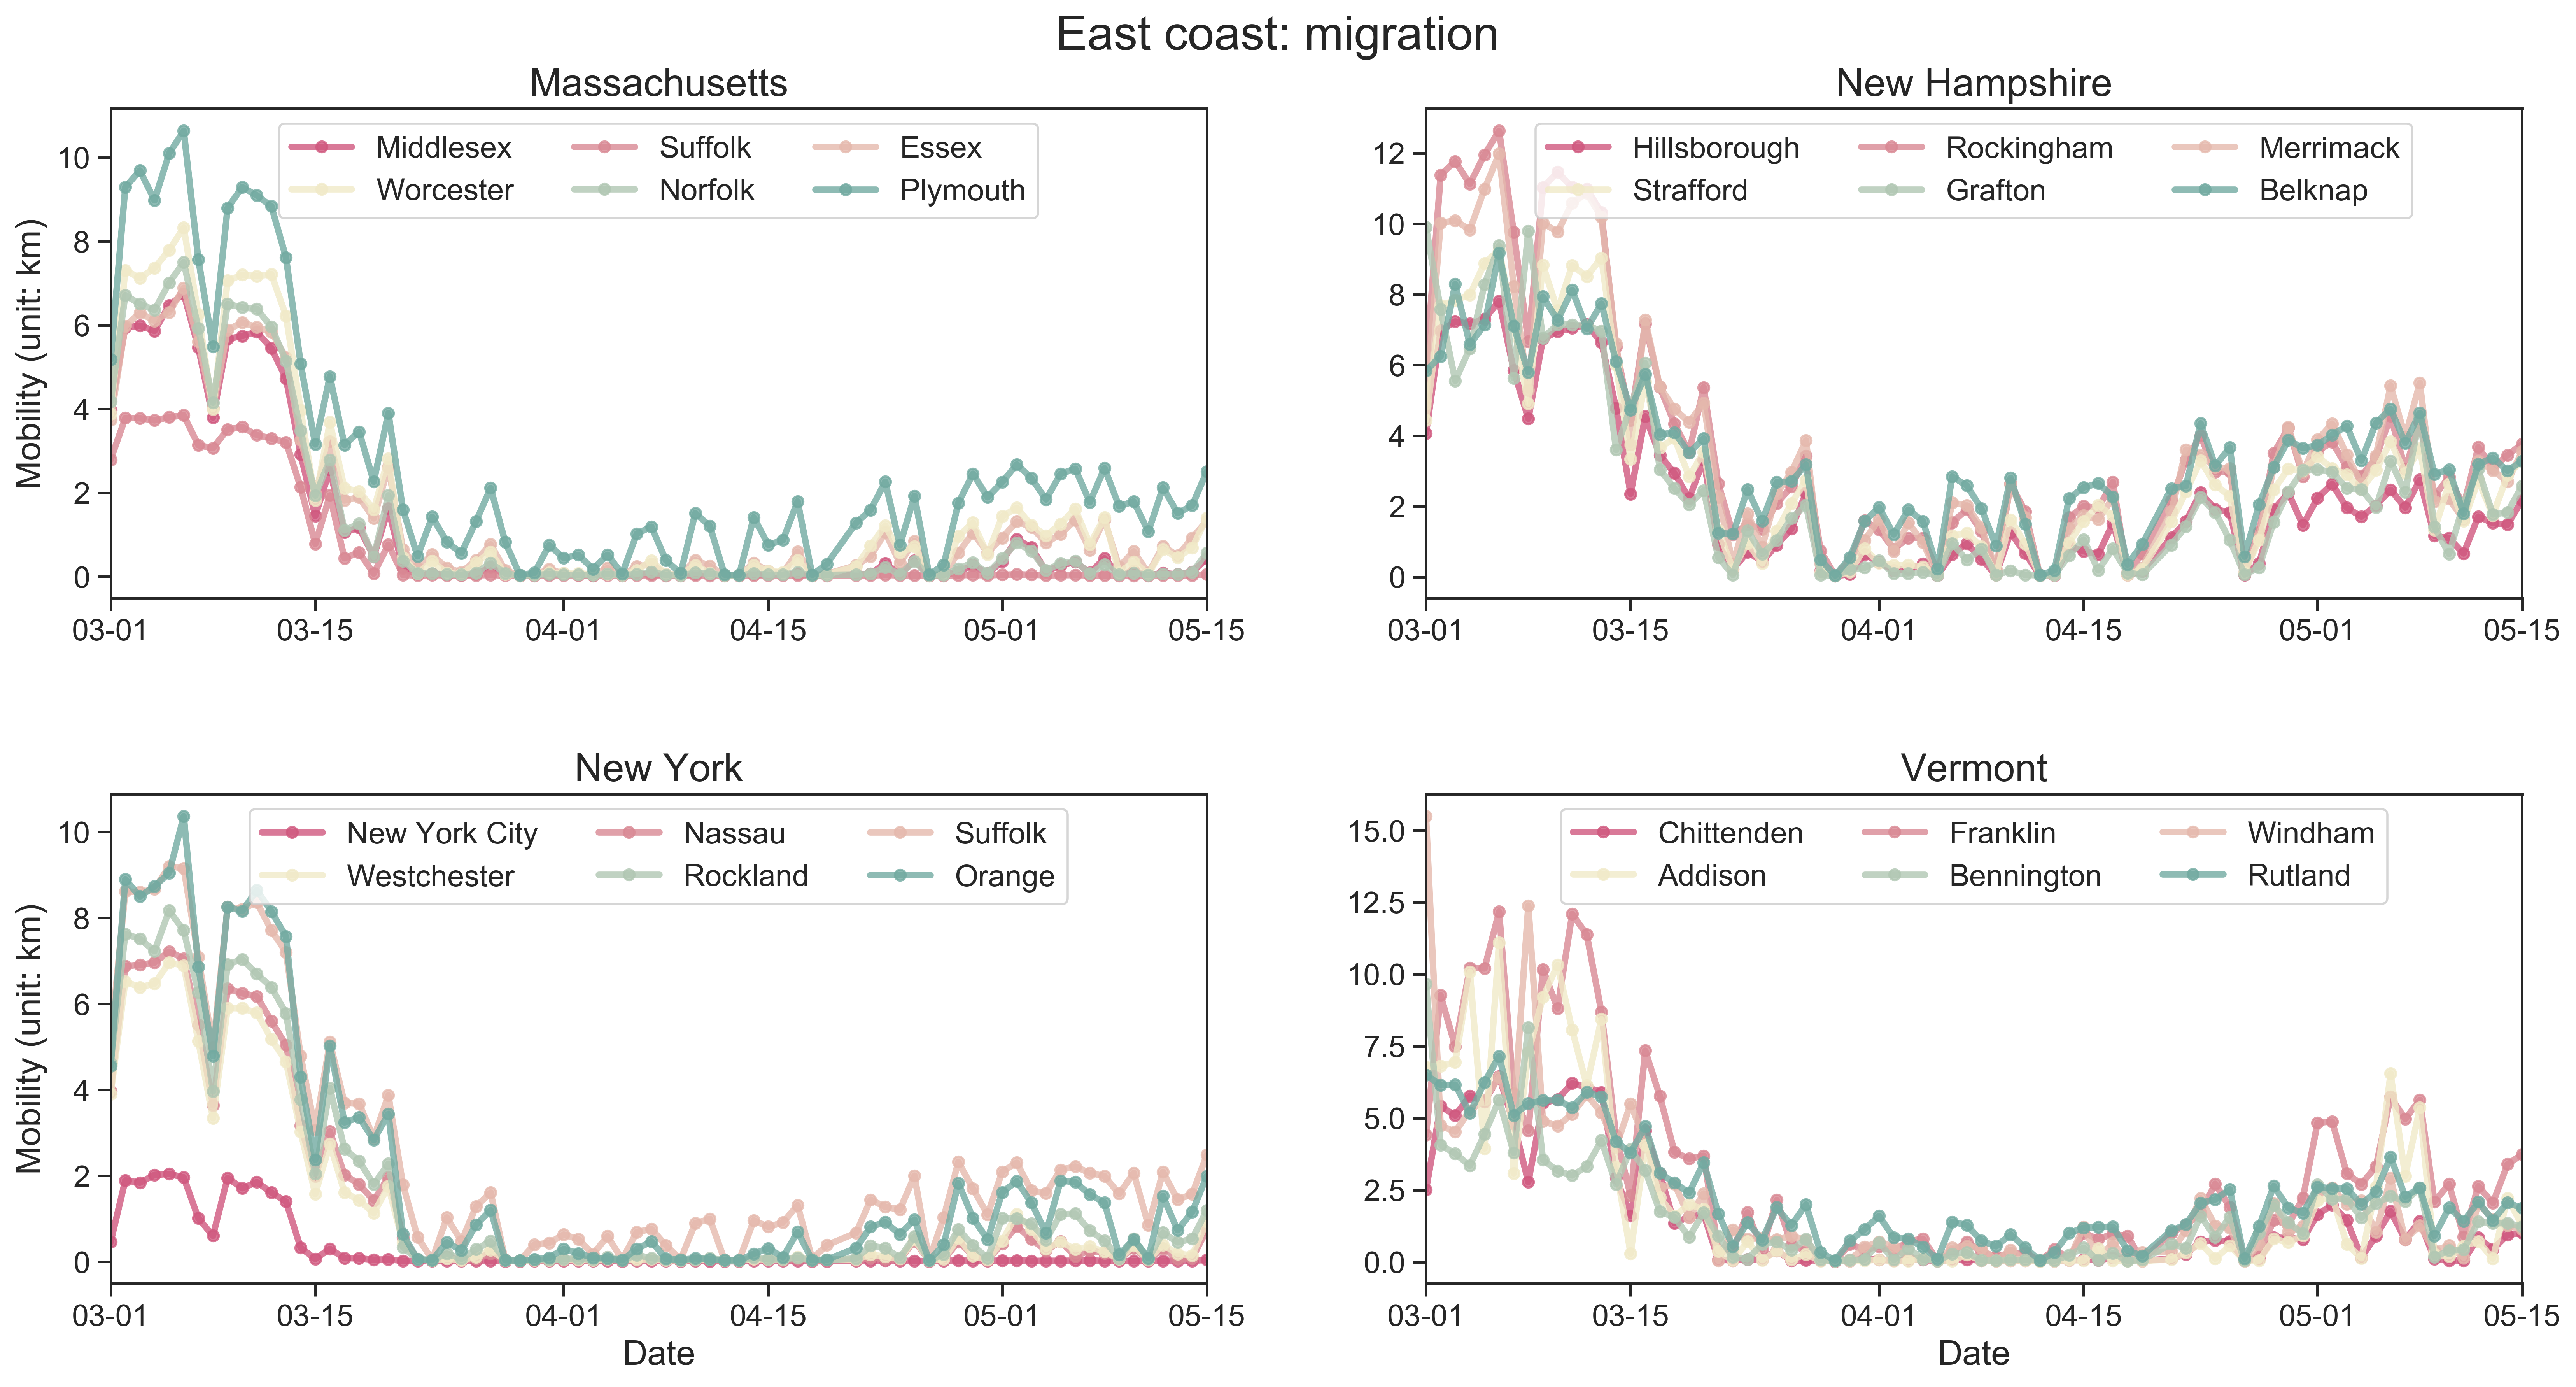 East coast: migration
Massachusetts
Mobility (unit: km)
10
8
6
4
2
0
Middlesex Suffolk Essex
Worcester Norfolk Plymouth
03-01 03-15 04-01 04-15 05-01 05-15
New Hampshire
12
10
8
6
4
2
0
Hillsborough Rockingham Merrimack
Strafford Grafton Belknap
03-01 03-15 04-01 04-15 05-01 05-15
New York
Mobility (unit: km)
10
8
6
4
2
0
New York City Nassau Suffolk
Westchester Rockland Orange
03-01 03-15 04-01 04-15 05-01 05-15
Date
Vermont
15.0
12.5
10.0
7.5
5.0
2.5
0.0
Chittenden Franklin Windham
Addison Bennington Rutland
03-01 03-15 04-01 04-15 05-01 05-15
Date